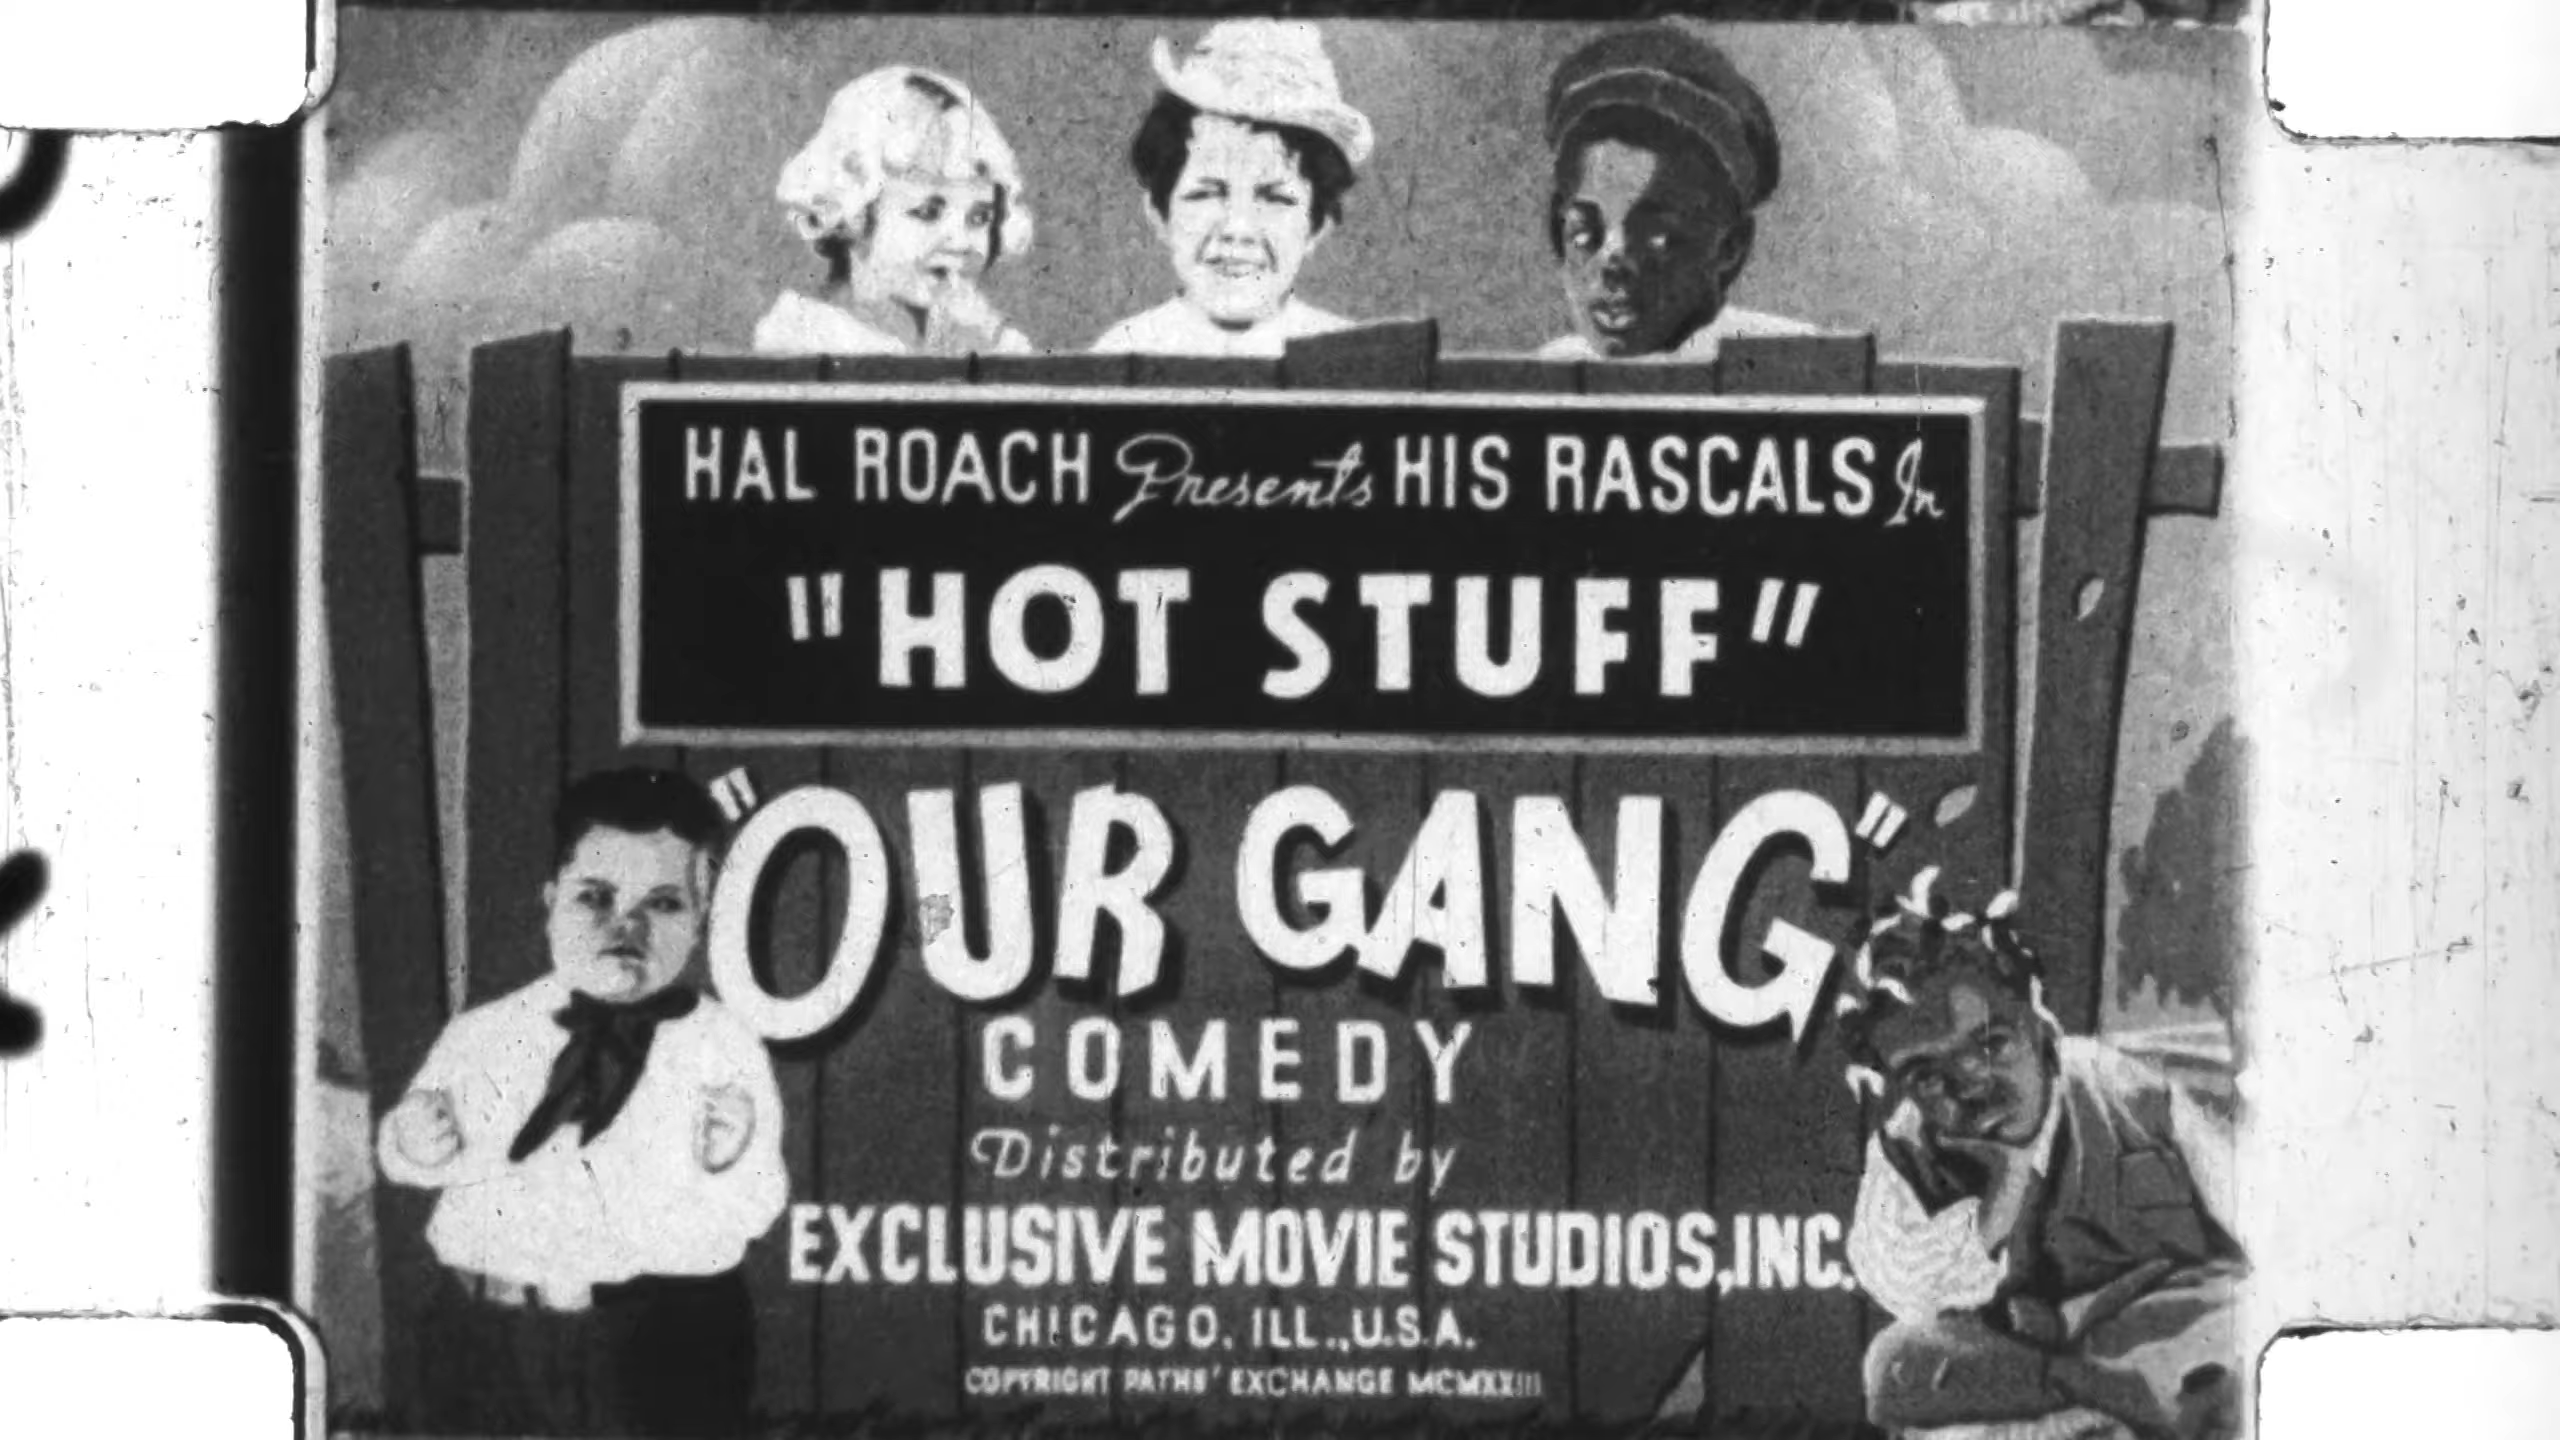 HAL ROACH Presents HIS RASCALS In
"HOT STUFF"
"OUR GANG"
COMEDY
Distributed by
EXCLUSIVE MOVIE STUDIOS, INC.
CHICAGO, ILL., U.S.A.
COPYRIGHT PATHE' EXCHANGE MCMXXIII